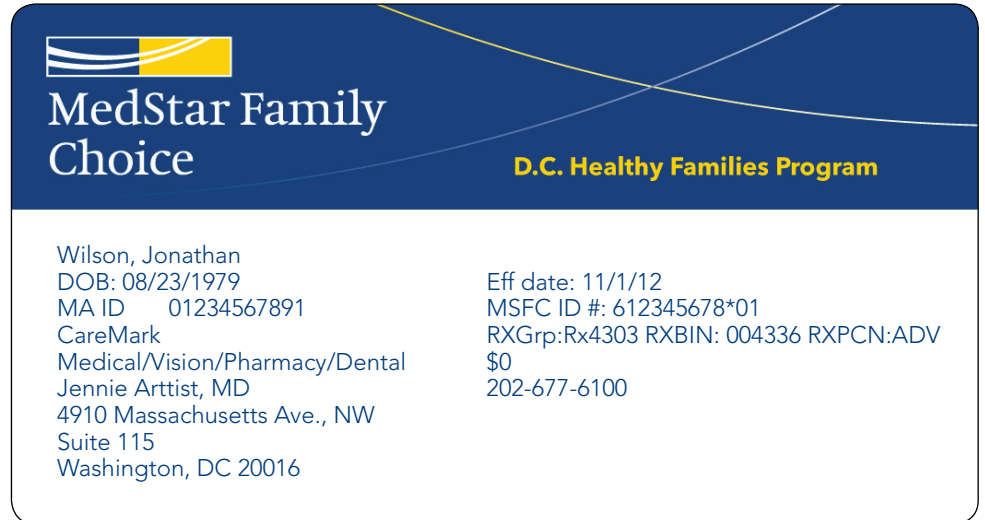 MedStar Family
Choice
D.C. Healthy Families Program
Wilson, Jonathan
DOB: 08/23/1979
MA ID 01234567891
CareMark
Medical/Vision/Pharmacy/Dental
Jennie Arttist, MD
4910 Massachusetts Ave., NW
Suite 115
Washington, DC 20016
Eff date: 11/1/12
MSFC ID #: 612345678*01
RXGrp:Rx4303 RXBIN: 004336 RXPCN:ADV
$0
202-677-6100